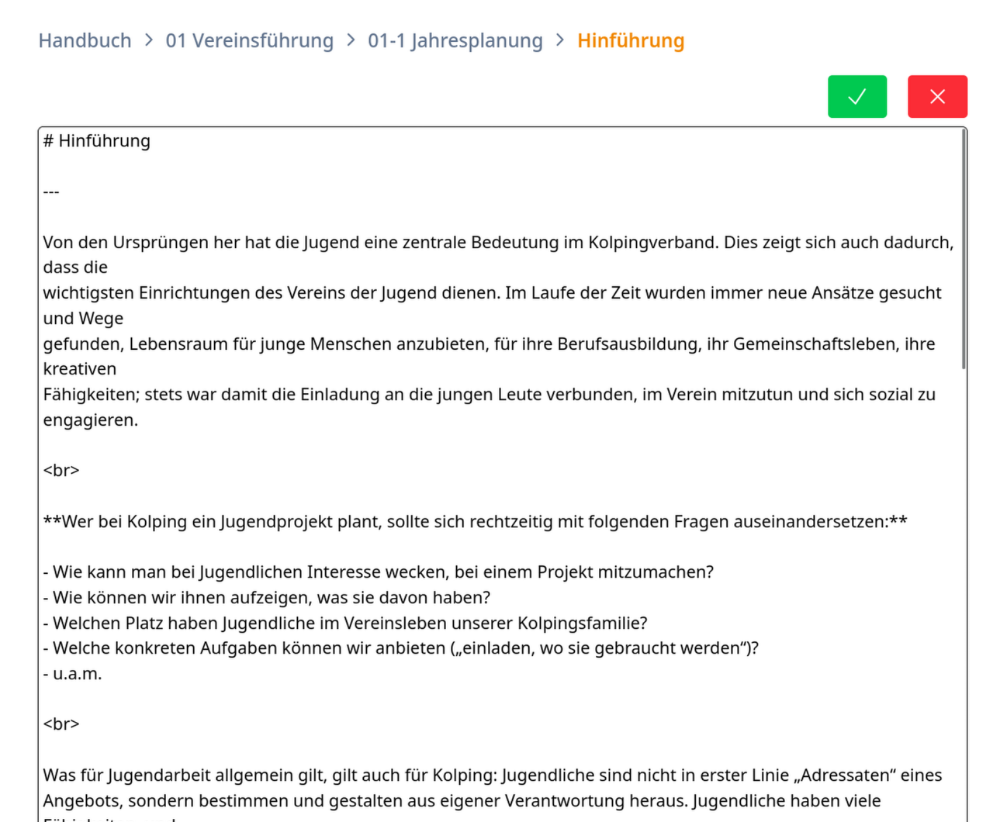 Handbuch > 01 Vereinsführung > 01-1 Jahresplanung > Hinführung
# Hinführung
---
Von den Ursprüngen her hat die Jugend eine zentrale Bedeutung im Kolpingverband. Dies zeigt sich auch dadurch,
dass die
wichtigsten Einrichtungen des Vereins der Jugend dienen. Im Laufe der Zeit wurden immer neue Ansätze gesucht
und Wege
gefunden, Lebensraum für junge Menschen anzubieten, für ihre Berufsausbildung, ihr Gemeinschaftsleben, ihre
kreativen
Fähigkeiten; stets war damit die Einladung an die jungen Leute verbunden, im Verein mitzutun und sich sozial zu
engagieren.
<br>
**Wer bei Kolping ein Jugendprojekt plant, sollte sich rechtzeitig mit folgenden Fragen auseinandersetzen:**
- Wie kann man bei Jugendlichen Interesse wecken, bei einem Projekt mitzumachen?
- Wie können wir ihnen aufzeigen, was sie davon haben?
- Welchen Platz haben Jugendliche im Vereinsleben unserer Kolpingsfamilie?
- Welche konkreten Aufgaben können wir anbieten („einladen, wo sie gebraucht werden“)?
- u.a.m.
<br>
Was für Jugendarbeit allgemein gilt, gilt auch für Kolping: Jugendliche sind nicht in erster Linie „Adressaten“ eines
Angebots, sondern bestimmen und gestalten aus eigener Verantwortung heraus. Jugendliche haben viele